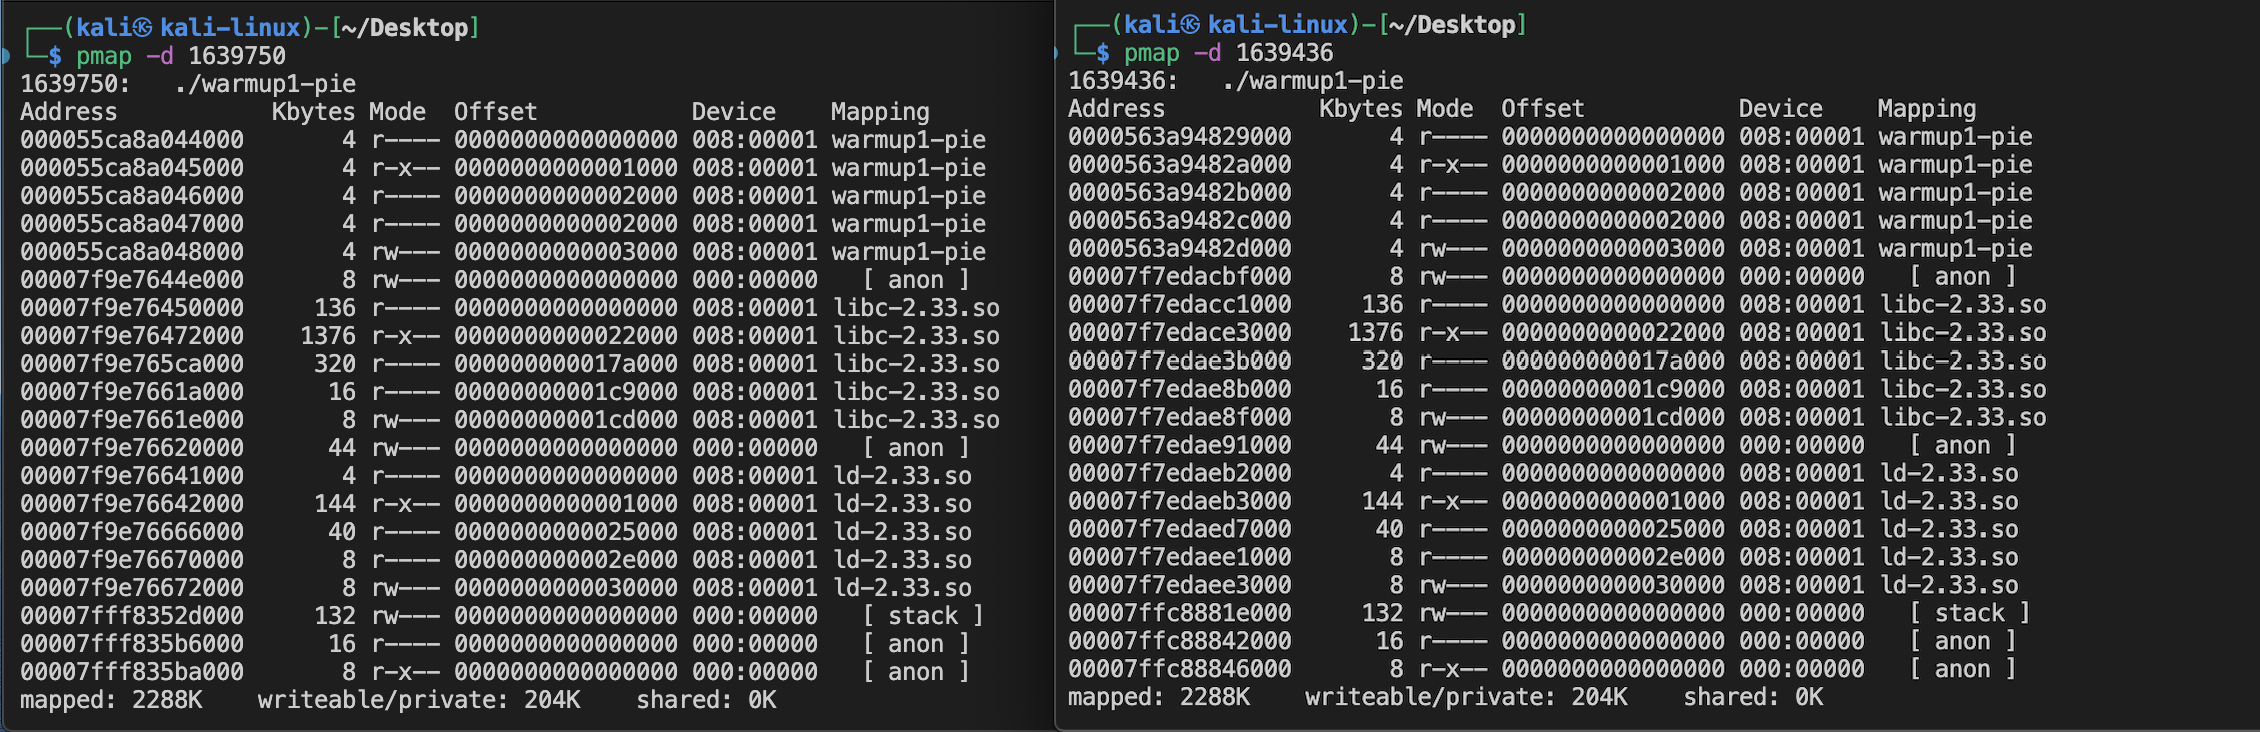 ┌──(kali㉿kali-linux)-[~/Desktop]
└─$ pmap -d 1639750
1639750:   ./warmup1-pie
Address          Kbytes Mode  Offset           Device    Mapping
000055ca8a044000       4 r---- 0000000000000000 008:00001 warmup1-pie
000055ca8a045000       4 r-x-- 0000000000001000 008:00001 warmup1-pie
000055ca8a046000       4 r---- 0000000000002000 008:00001 warmup1-pie
000055ca8a047000       4 r---- 0000000000002000 008:00001 warmup1-pie
000055ca8a048000       4 rw--- 0000000000003000 008:00001 warmup1-pie
00007f9e7644e000       8 rw--- 0000000000000000 000:00000   [ anon ]
00007f9e76450000     136 r---- 0000000000000000 008:00001 libc-2.33.so
00007f9e76472000    1376 r-x-- 0000000000022000 008:00001 libc-2.33.so
00007f9e765ca000     320 r---- 000000000017a000 008:00001 libc-2.33.so
00007f9e7661a000      16 r---- 00000000001c9000 008:00001 libc-2.33.so
00007f9e7661e000       8 rw--- 00000000001cd000 008:00001 libc-2.33.so
00007f9e76620000      44 rw--- 0000000000000000 000:00000   [ anon ]
00007f9e76641000       4 r---- 0000000000000000 008:00001 ld-2.33.so
00007f9e76642000     144 r-x-- 0000000000001000 008:00001 ld-2.33.so
00007f9e76666000      40 r---- 0000000000025000 008:00001 ld-2.33.so
00007f9e76670000       8 r---- 000000000002e000 008:00001 ld-2.33.so
00007f9e76672000       8 rw--- 0000000000030000 008:00001 ld-2.33.so
00007fff8352d000     132 rw--- 0000000000000000 000:00000   [ stack ]
00007fff835b6000      16 r---- 0000000000000000 000:00000   [ anon ]
00007fff835ba000       8 r-x-- 0000000000000000 000:00000   [ anon ]
mapped: 2288K    writeable/private: 204K    shared: 0K
┌──(kali㉿kali-linux)-[~/Desktop]
└─$ pmap -d 1639436
1639436:   ./warmup1-pie
Address          Kbytes Mode  Offset           Device    Mapping
0000563a94829000       4 r---- 0000000000000000 008:00001 warmup1-pie
0000563a9482a000       4 r-x-- 0000000000001000 008:00001 warmup1-pie
0000563a9482b000       4 r---- 0000000000002000 008:00001 warmup1-pie
0000563a9482c000       4 r---- 0000000000002000 008:00001 warmup1-pie
0000563a9482d000       4 rw--- 0000000000003000 008:00001 warmup1-pie
00007f7edacbf000       8 rw--- 0000000000000000 000:00000   [ anon ]
00007f7edacc1000     136 r---- 0000000000000000 008:00001 libc-2.33.so
00007f7edace3000    1376 r-x-- 0000000000022000 008:00001 libc-2.33.so
00007f7edae3b000     320 r---- 000000000017a000 008:00001 libc-2.33.so
00007f7edae8b000      16 r---- 00000000001c9000 008:00001 libc-2.33.so
00007f7edae8f000       8 rw--- 00000000001cd000 008:00001 libc-2.33.so
00007f7edae91000      44 rw--- 0000000000000000 000:00000   [ anon ]
00007f7edaeb2000       4 r---- 0000000000000000 008:00001 ld-2.33.so
00007f7edaeb3000     144 r-x-- 0000000000001000 008:00001 ld-2.33.so
00007f7edaed7000      40 r---- 0000000000025000 008:00001 ld-2.33.so
00007f7edaee1000       8 r---- 000000000002e000 008:00001 ld-2.33.so
00007f7edaee3000       8 rw--- 0000000000030000 008:00001 ld-2.33.so
00007ffc8881e000     132 rw--- 0000000000000000 000:00000   [ stack ]
00007ffc88842000      16 r---- 0000000000000000 000:00000   [ anon ]
00007ffc88846000       8 r-x-- 0000000000000000 000:00000   [ anon ]
mapped: 2288K    writeable/private: 204K    shared: 0K